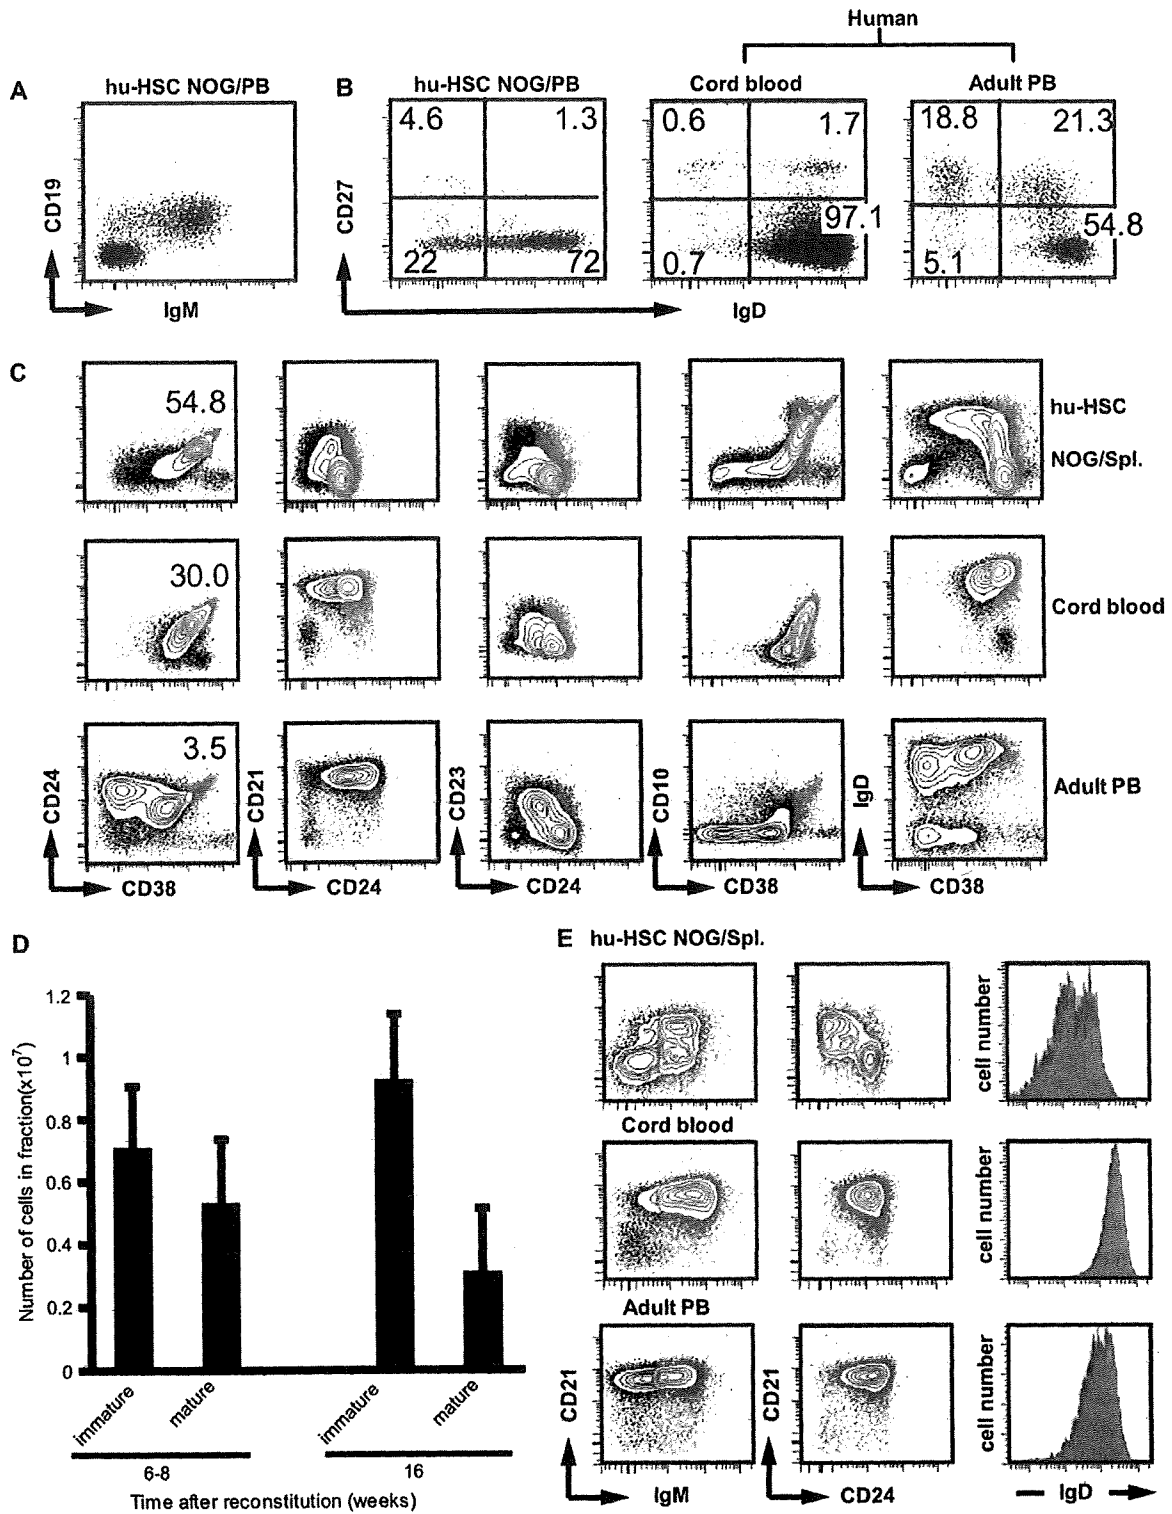 Human
A
hu-HSC NOG/PB
CD19
IgM
B
hu-HSC NOG/PB
Cord blood
Adult PB
CD27
4.6
1.3
22
72
0.6
1.7
97.1
0.7
18.8
21.3
54.8
5.1
IgD
C
54.8
hu-HSC
NOG/Spl.
30.0
Cord blood
3.5
Adult PB
CD24
CD38
CD21
CD24
CD23
CD24
CD10
CD38
IgD
CD38
D
Number of cells in fraction(x10⁷)
1.2
1
0.8
0.6
0.4
0.2
0
immature
mature
immature
mature
6-8
16
Time after reconstitution (weeks)
E hu-HSC NOG/Spl.
cell number
Cord blood
cell number
Adult PB
cell number
CD21
IgM
CD21
CD24
IgD